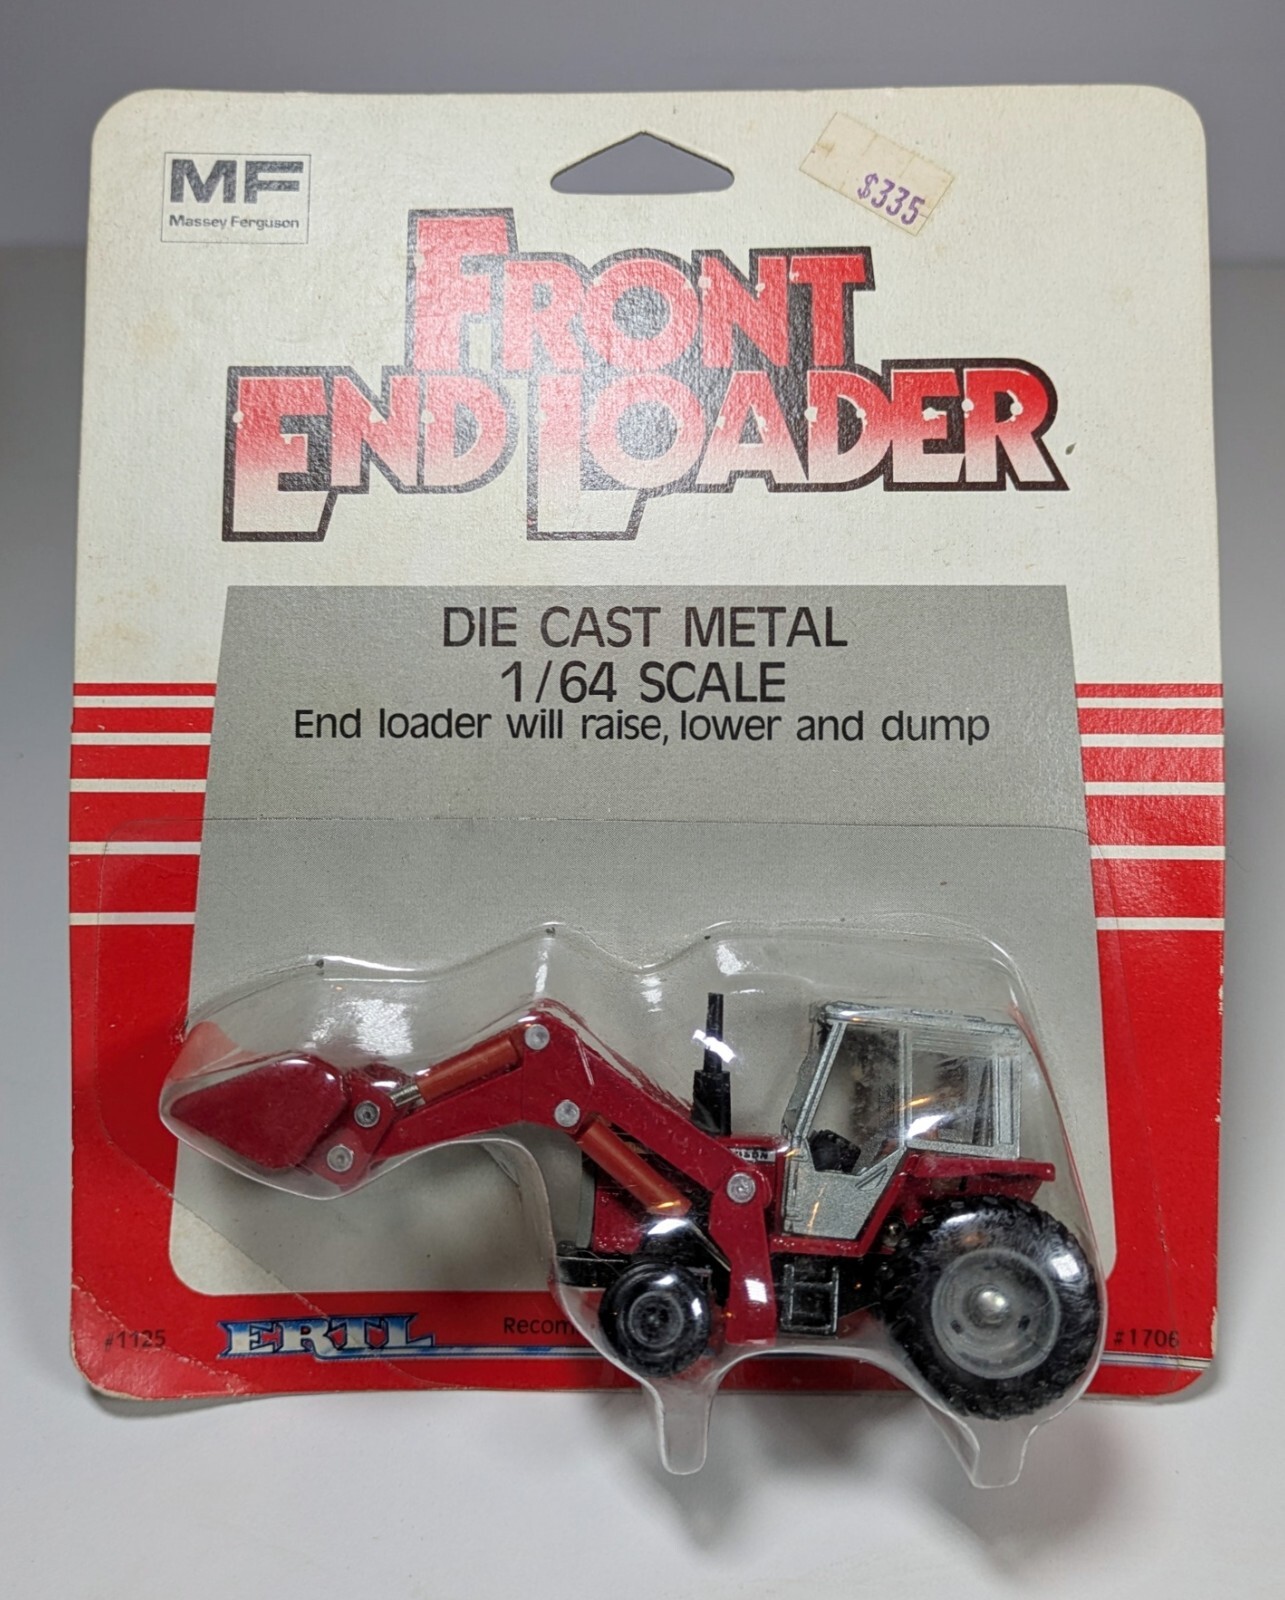 MF
Massey Ferguson
$335
FRONT
END LOADER
DIE CAST METAL
1/64 SCALE
End loader will raise, lower and dump
#1125
ERTL
Recom
#1706